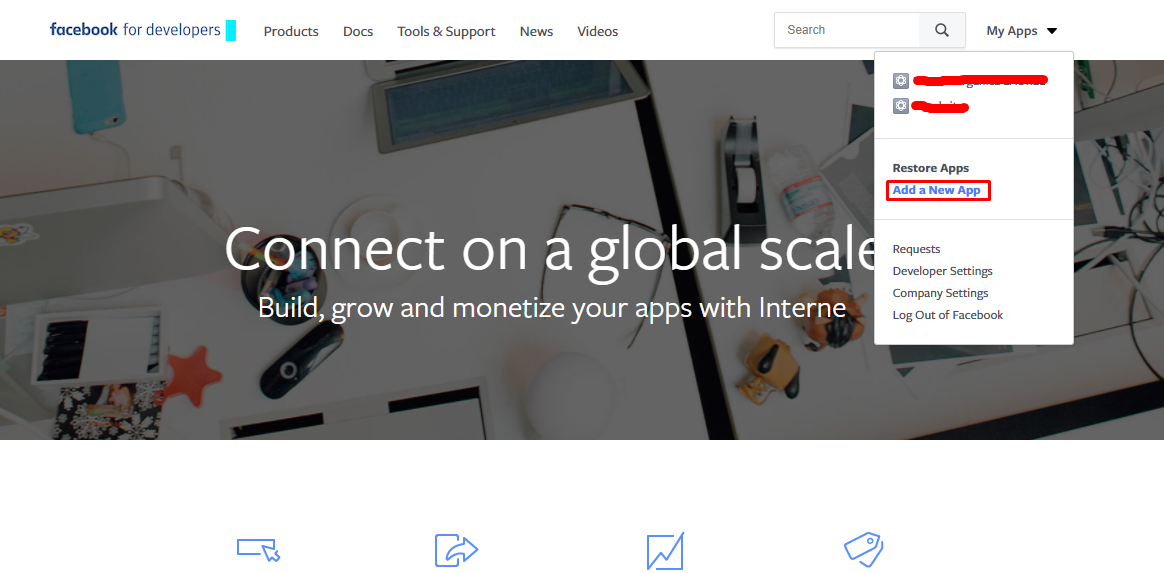 facebook for developers
Products
Docs
Tools & Support
News
Videos
Search
My Apps
Restore Apps
Add a New App
Requests
Developer Settings
Company Settings
Log Out of Facebook
Connect on a global scale
Build, grow and monetize your apps with Interne